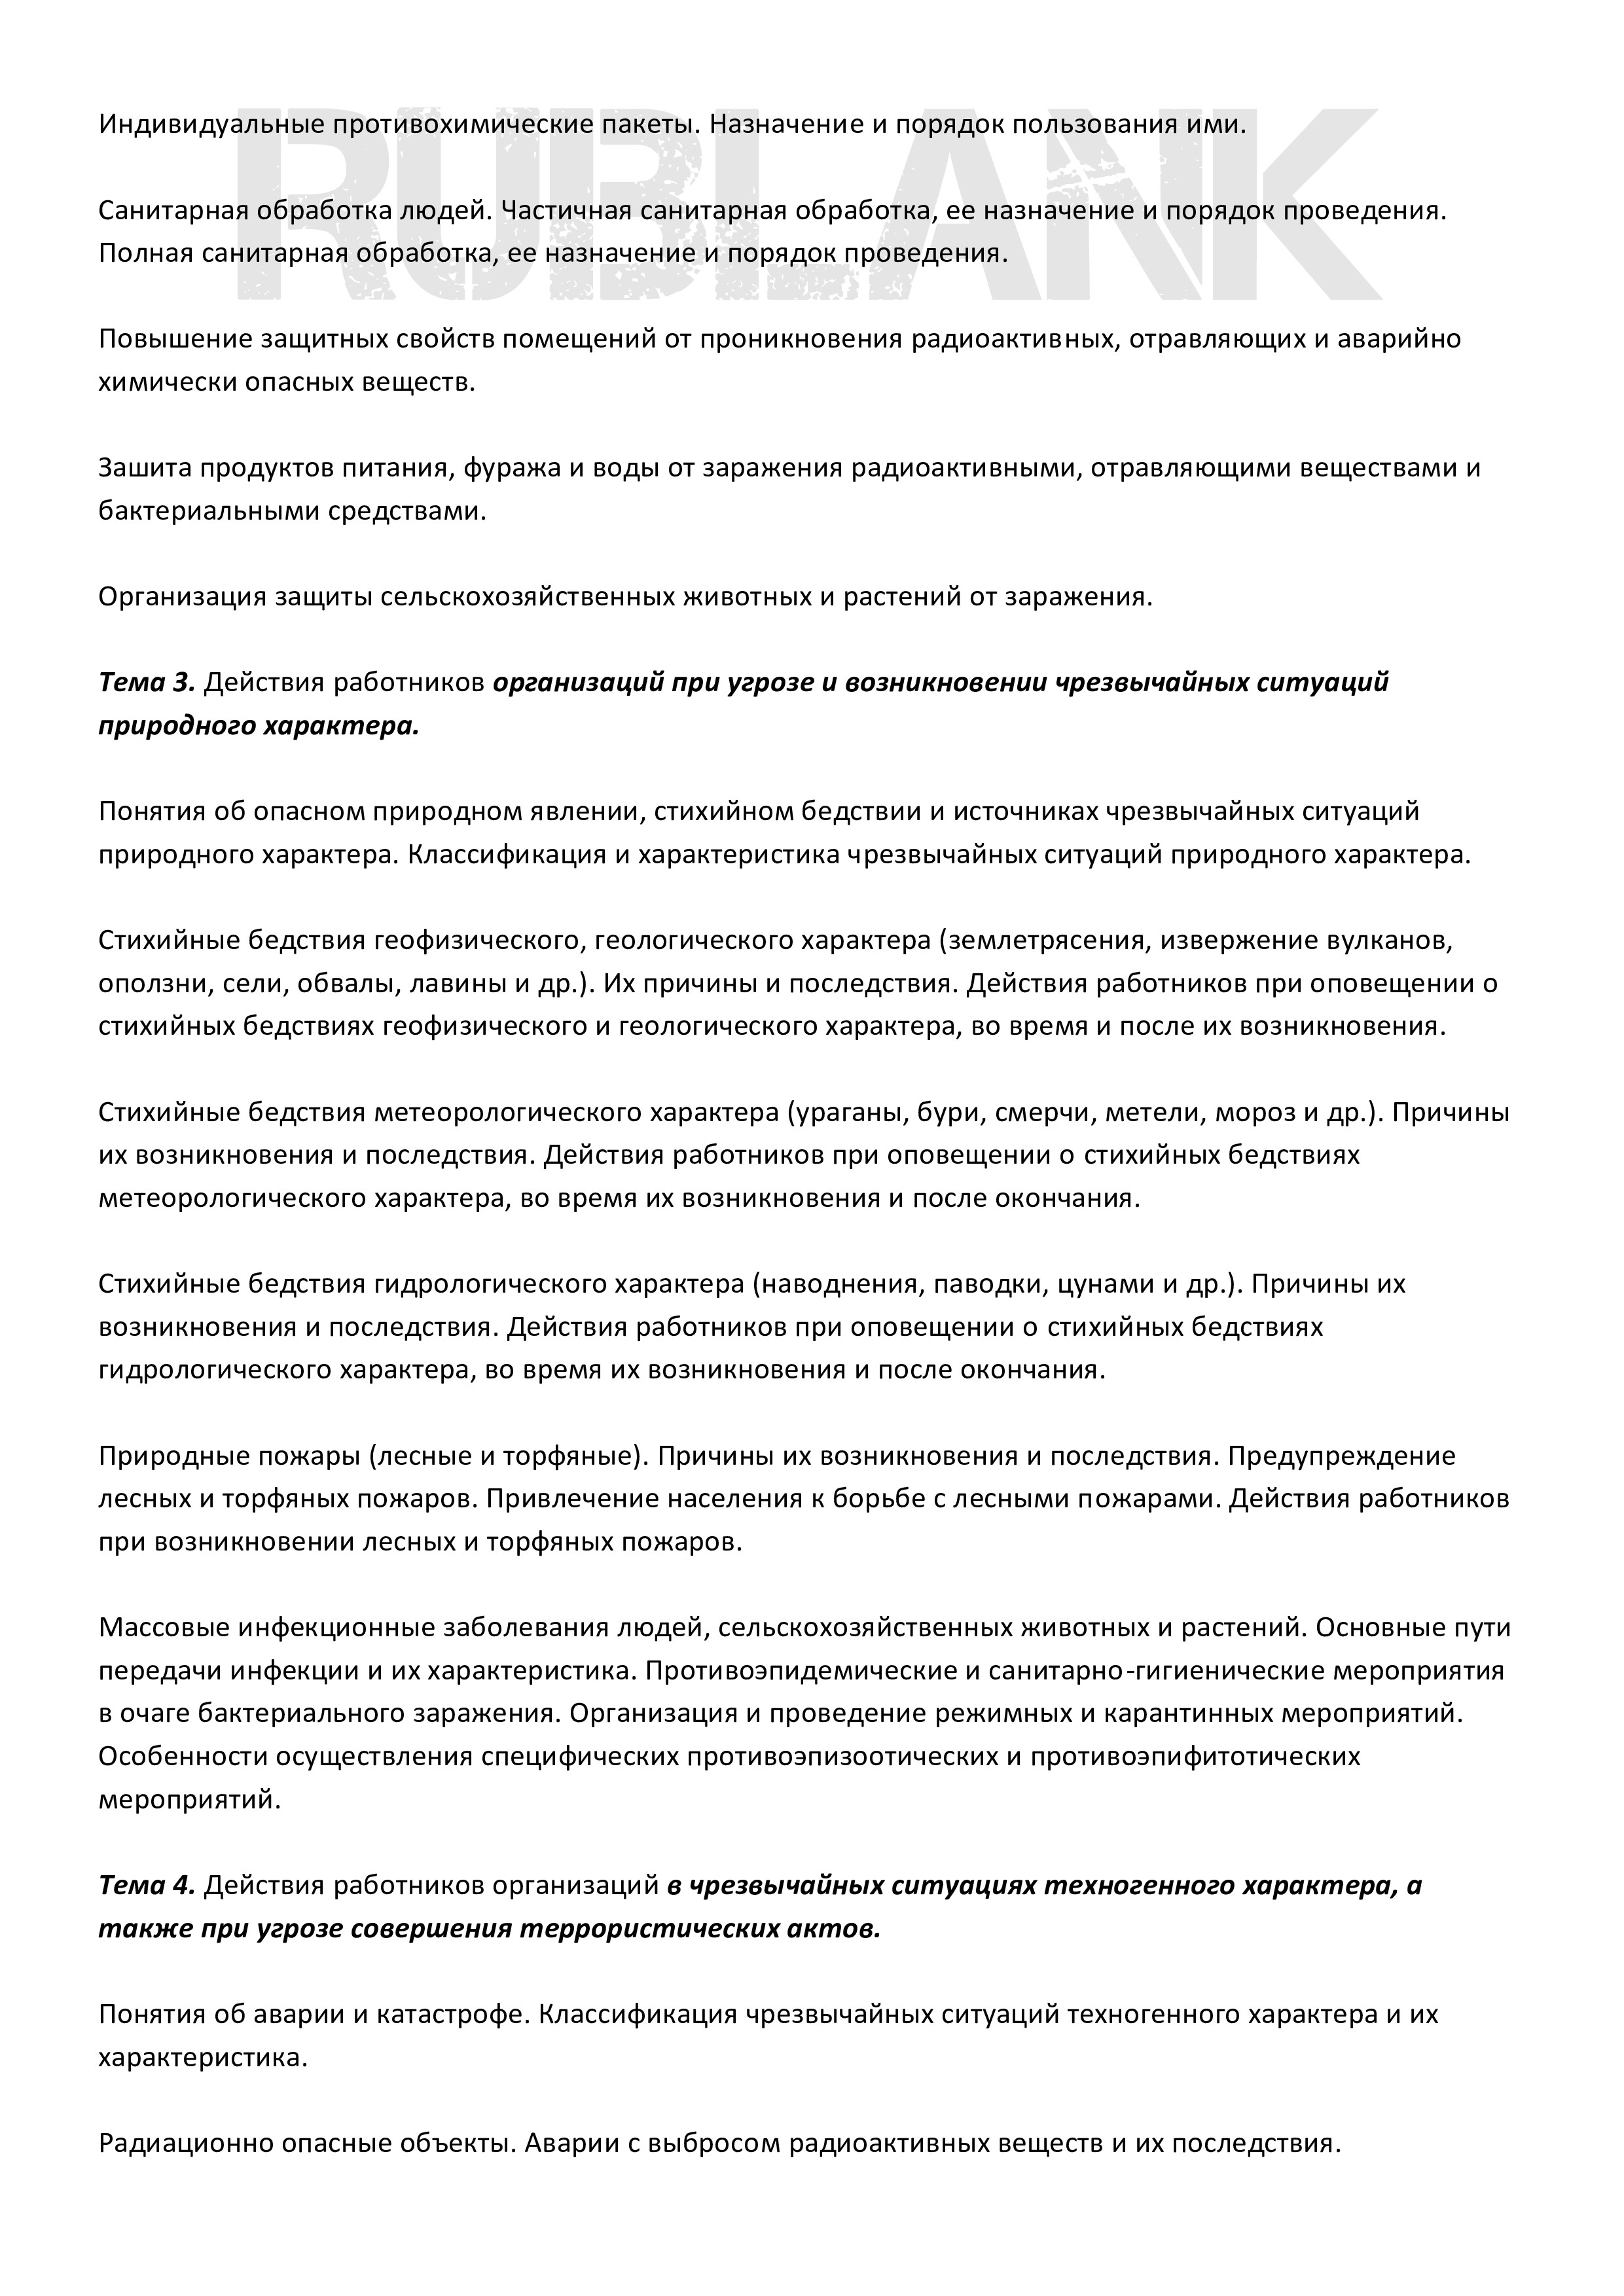 RUBLANK
Индивидуальные противохимические пакеты. Назначение и порядок пользования ими.
Санитарная обработка людей. Частичная санитарная обработка, ее назначение и порядок проведения.
Полная санитарная обработка, ее назначение и порядок проведения.
Повышение защитных свойств помещений от проникновения радиоактивных, отравляющих и аварийно
химически опасных веществ.
Зашита продуктов питания, фуража и воды от заражения радиоактивными, отравляющими веществами и
бактериальными средствами.
Организация защиты сельскохозяйственных животных и растений от заражения.
Тема 3. Действия работников организаций при угрозе и возникновении чрезвычайных ситуаций
природного характера.
Понятия об опасном природном явлении, стихийном бедствии и источниках чрезвычайных ситуаций
природного характера. Классификация и характеристика чрезвычайных ситуаций природного характера.
Стихийные бедствия геофизического, геологического характера (землетрясения, извержение вулканов,
оползни, сели, обвалы, лавины и др.). Их причины и последствия. Действия работников при оповещении о
стихийных бедствиях геофизического и геологического характера, во время и после их возникновения.
Стихийные бедствия метеорологического характера (ураганы, бури, смерчи, метели, мороз и др.). Причины
их возникновения и последствия. Действия работников при оповещении о стихийных бедствиях
метеорологического характера, во время их возникновения и после окончания.
Стихийные бедствия гидрологического характера (наводнения, паводки, цунами и др.). Причины их
возникновения и последствия. Действия работников при оповещении о стихийных бедствиях
гидрологического характера, во время их возникновения и после окончания.
Природные пожары (лесные и торфяные). Причины их возникновения и последствия. Предупреждение
лесных и торфяных пожаров. Привлечение населения к борьбе с лесными пожарами. Действия работников
при возникновении лесных и торфяных пожаров.
Массовые инфекционные заболевания людей, сельскохозяйственных животных и растений. Основные пути
передачи инфекции и их характеристика. Противоэпидемические и санитарно-гигиенические мероприятия
в очаге бактериального заражения. Организация и проведение режимных и карантинных мероприятий.
Особенности осуществления специфических противоэпизоотических и противоэпифитотических
мероприятий.
Тема 4. Действия работников организаций в чрезвычайных ситуациях техногенного характера, а
также при угрозе совершения террористических актов.
Понятия об аварии и катастрофе. Классификация чрезвычайных ситуаций техногенного характера и их
характеристика.
Радиационно опасные объекты. Аварии с выбросом радиоактивных веществ и их последствия.